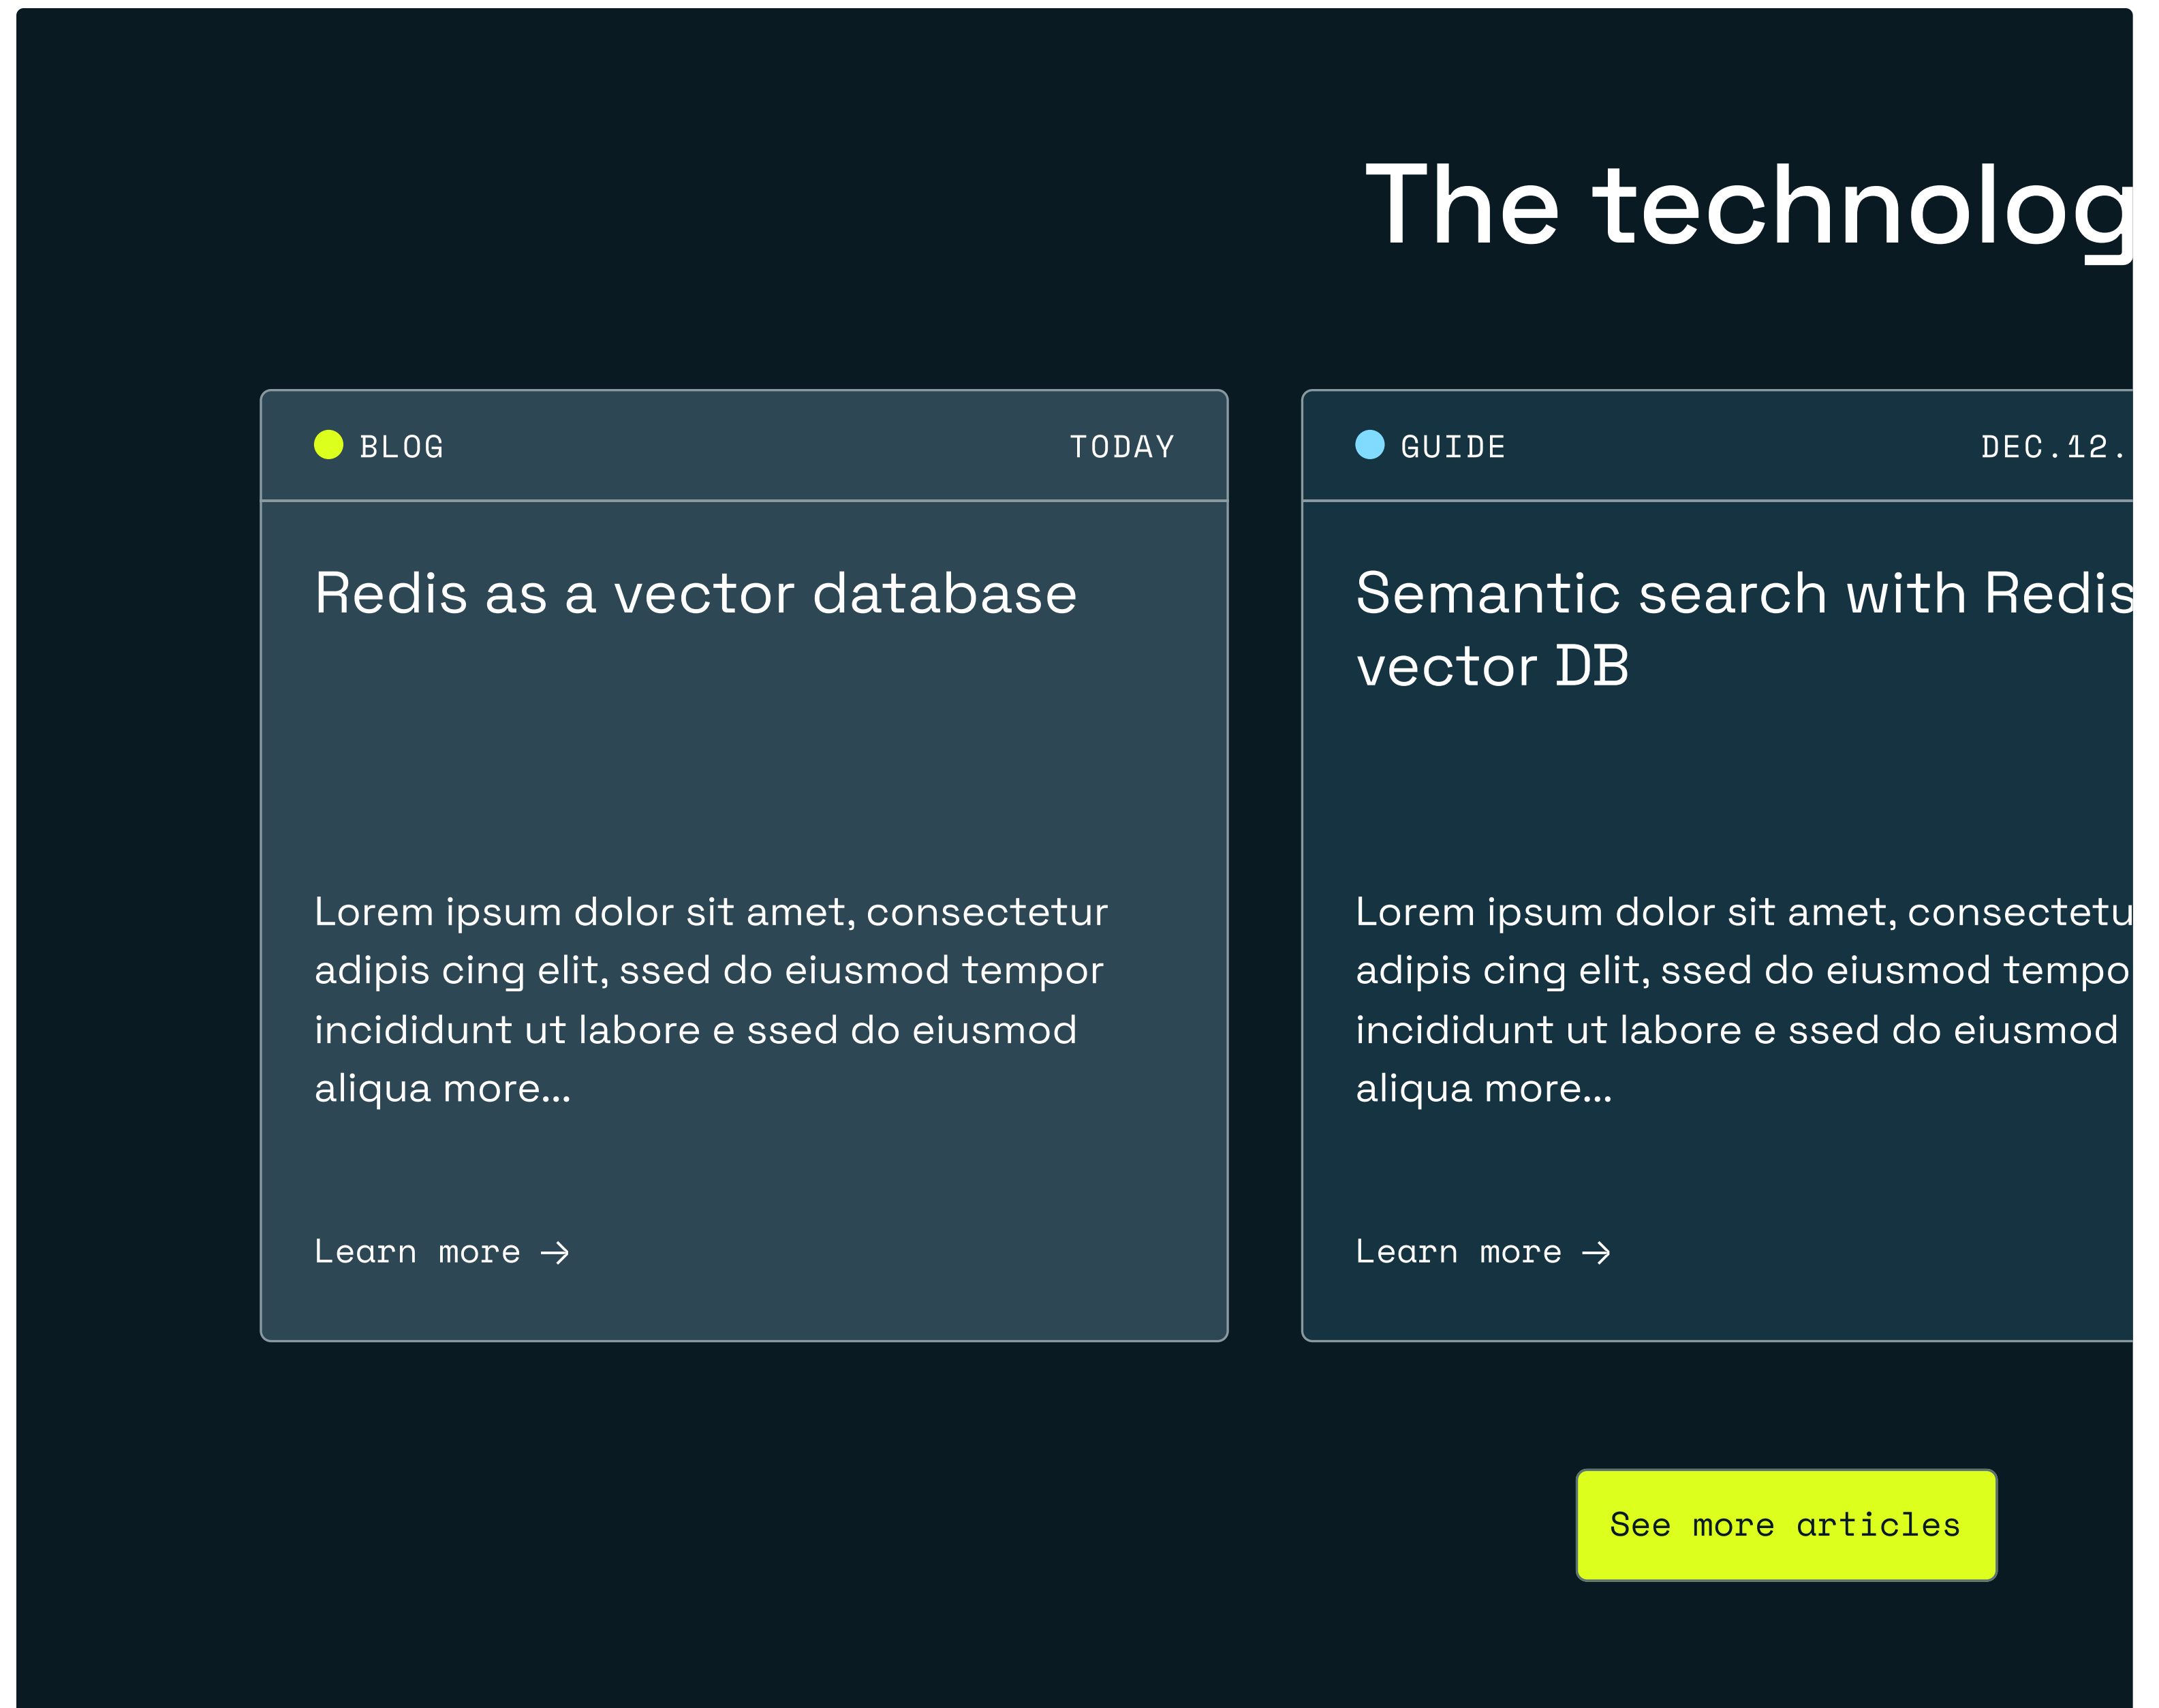 The technolog
BLOG
TODAY
Redis as a vector database
Lorem ipsum dolor sit amet, consectetur
adipis cing elit, ssed do eiusmod tempor
incididunt ut labore e ssed do eiusmod
aliqua more...
Learn more →
GUIDE
DEC.12.
Semantic search with Redis
vector DB
Lorem ipsum dolor sit amet, consectetu
adipis cing elit, ssed do eiusmod tempo
incididunt ut labore e ssed do eiusmod
aliqua more...
Learn more →
See more articles